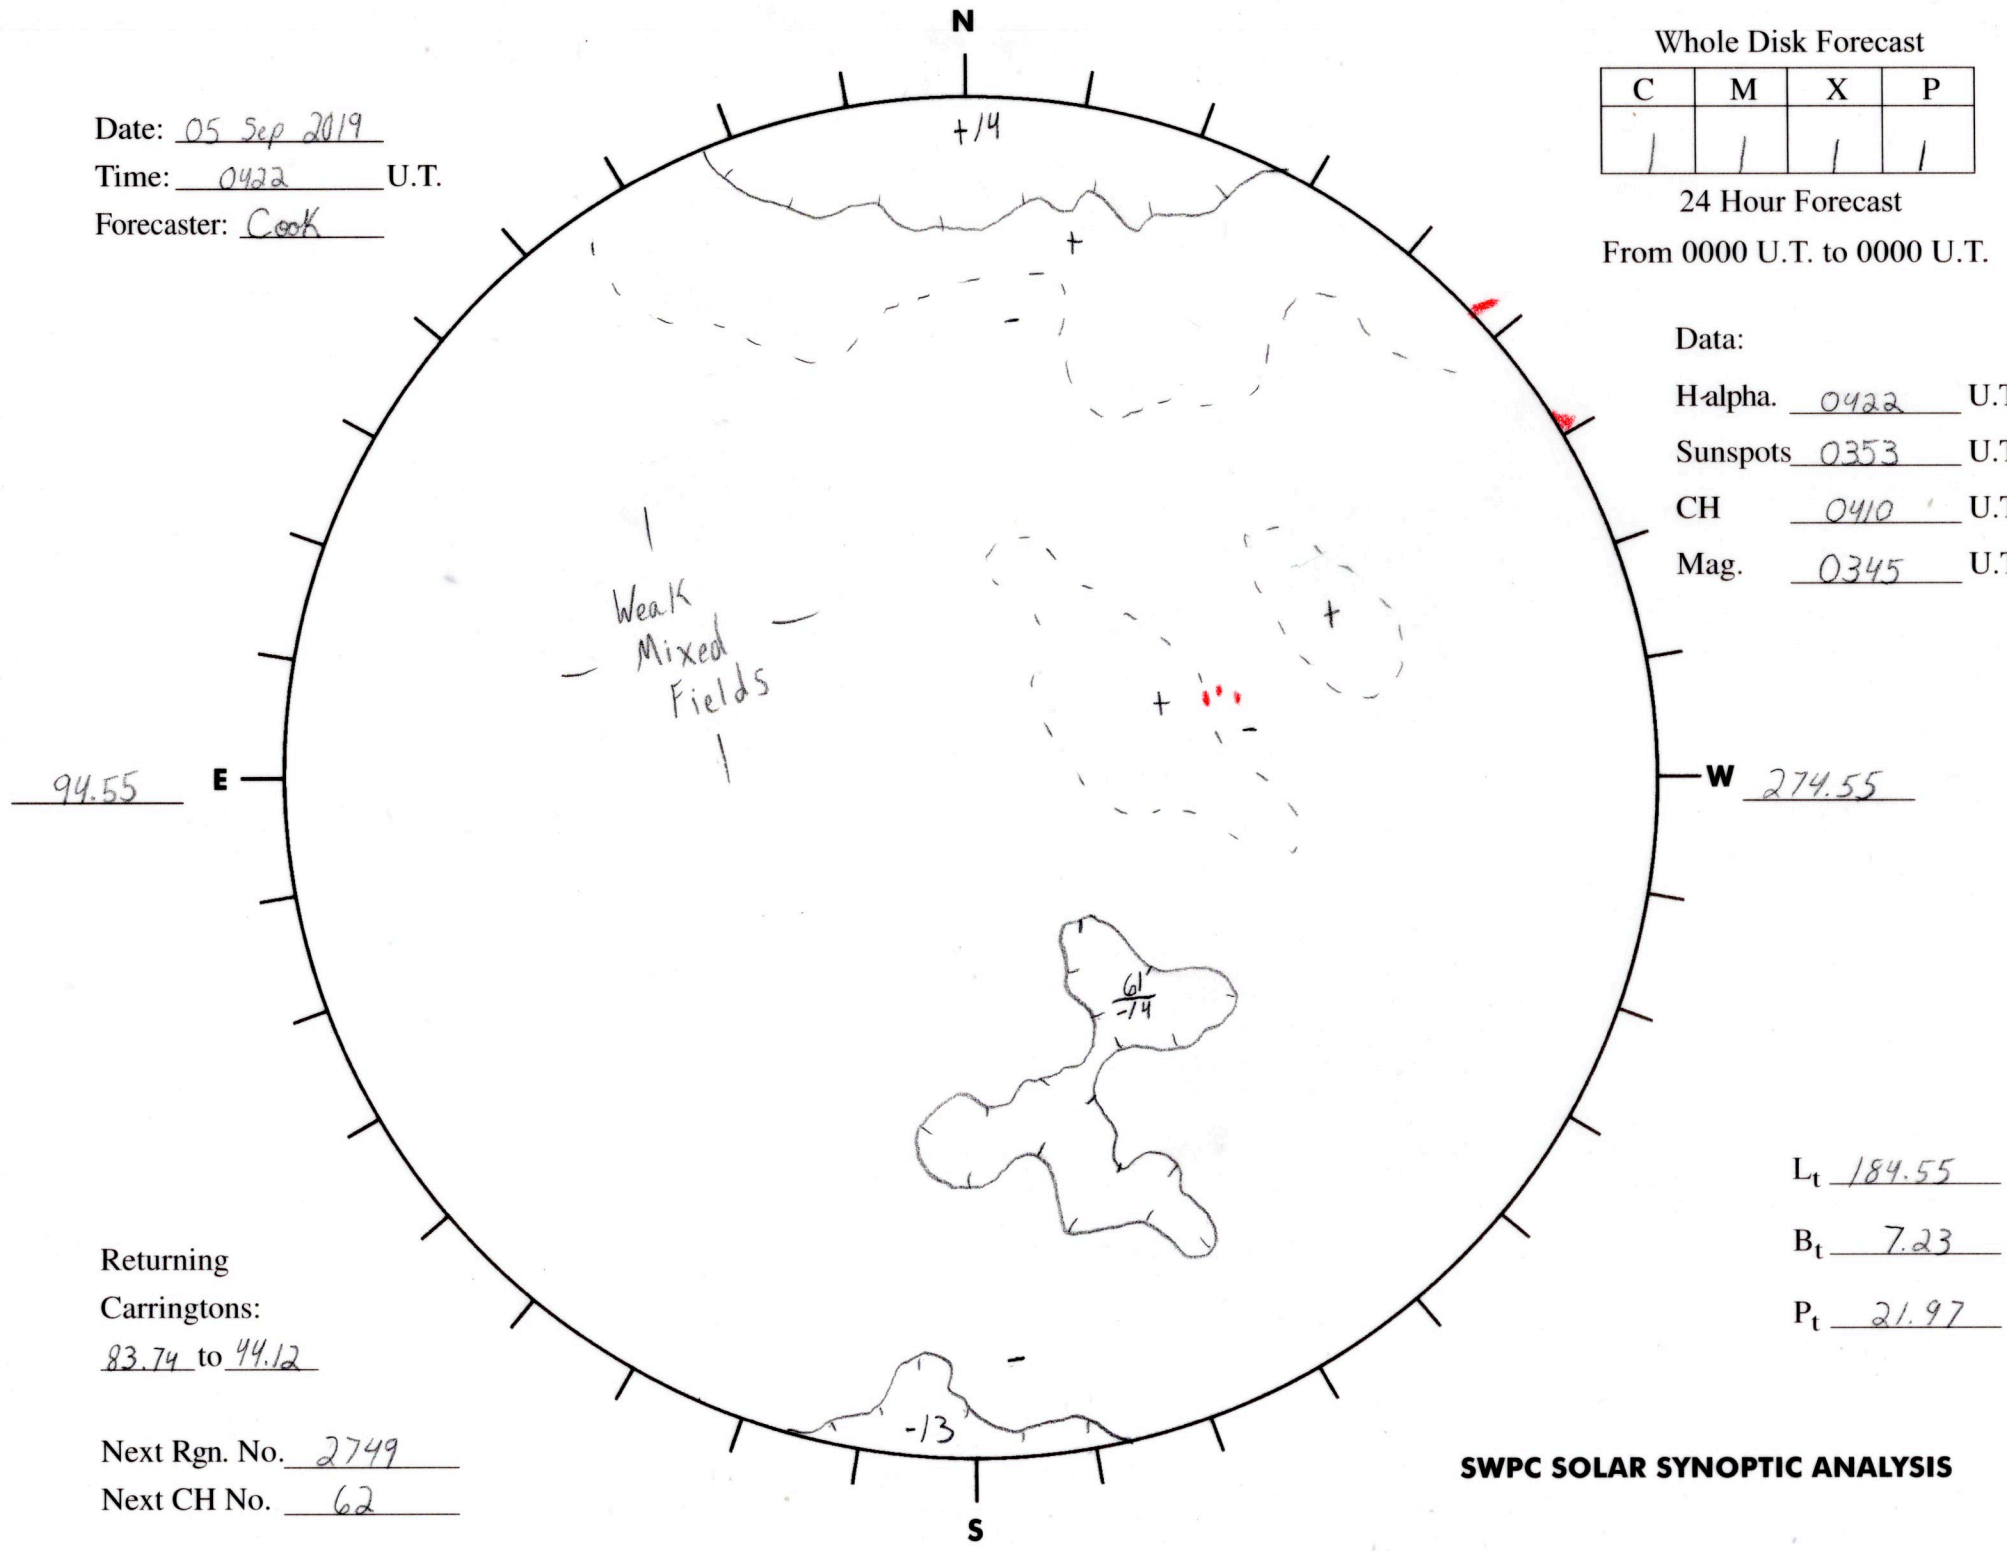 N
Whole Disk Forecast
C M X P
1 1 1 1
24 Hour Forecast
From 0000 U.T. to 0000 U.T.
Date: 05 Sep 2019
Time: 0422 U.T.
Forecaster: Cook
+14
+
-
Data:
H-alpha. 0422 U.T
Sunspots 0353 U.T
CH 0410 U.T
Mag. 0345 U.T
Weak
Mixed
Fields
+
+
-
94.55 E
W 274.55
61
-14
Lt 184.55
Bt 7.23
Pt 21.97
Returning
Carringtons:
83.74 to 44.12
-
-13
Next Rgn. No. 2749
Next CH No. 62
SWPC SOLAR SYNOPTIC ANALYSIS
S